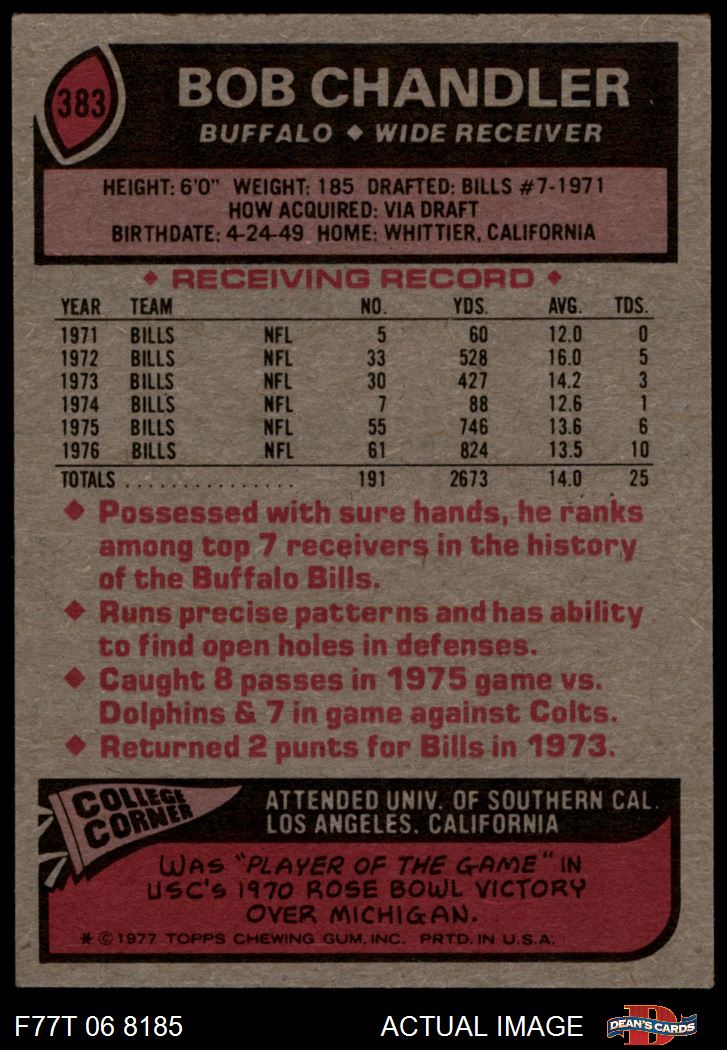 383
BOB CHANDLER
BUFFALO ◆ WIDE RECEIVER
HEIGHT: 6'0" WEIGHT: 185 DRAFTED: BILLS #7-1971
HOW ACQUIRED: VIA DRAFT
BIRTHDATE: 4-24-49 HOME: WHITTIER, CALIFORNIA
◆ RECEIVING RECORD ◆
YEAR TEAM NO. YDS. AVG. TDS.
1971 BILLS NFL 5 60 12.0 0
1972 BILLS NFL 33 528 16.0 5
1973 BILLS NFL 30 427 14.2 3
1974 BILLS NFL 7 88 12.6 1
1975 BILLS NFL 55 746 13.6 6
1976 BILLS NFL 61 824 13.5 10
TOTALS . . . . . . . . . . . . . . . 191 2673 14.0 25
◆ Possessed with sure hands, he ranks
among top 7 receivers in the history
of the Buffalo Bills.
◆ Runs precise patterns and has ability
to find open holes in defenses.
◆ Caught 8 passes in 1975 game vs.
Dolphins & 7 in game against Colts.
◆ Returned 2 punts for Bills in 1973.
COLLEGE
CORNER
ATTENDED UNIV. OF SOUTHERN CAL.
LOS ANGELES, CALIFORNIA
WAS "PLAYER OF THE GAME" IN
USC'S 1970 ROSE BOWL VICTORY
OVER MICHIGAN.
* © 1977 TOPPS CHEWING GUM, INC. PRTD. IN U.S.A.
F77T 06 8185
ACTUAL IMAGE
D
DEAN'S CARDS